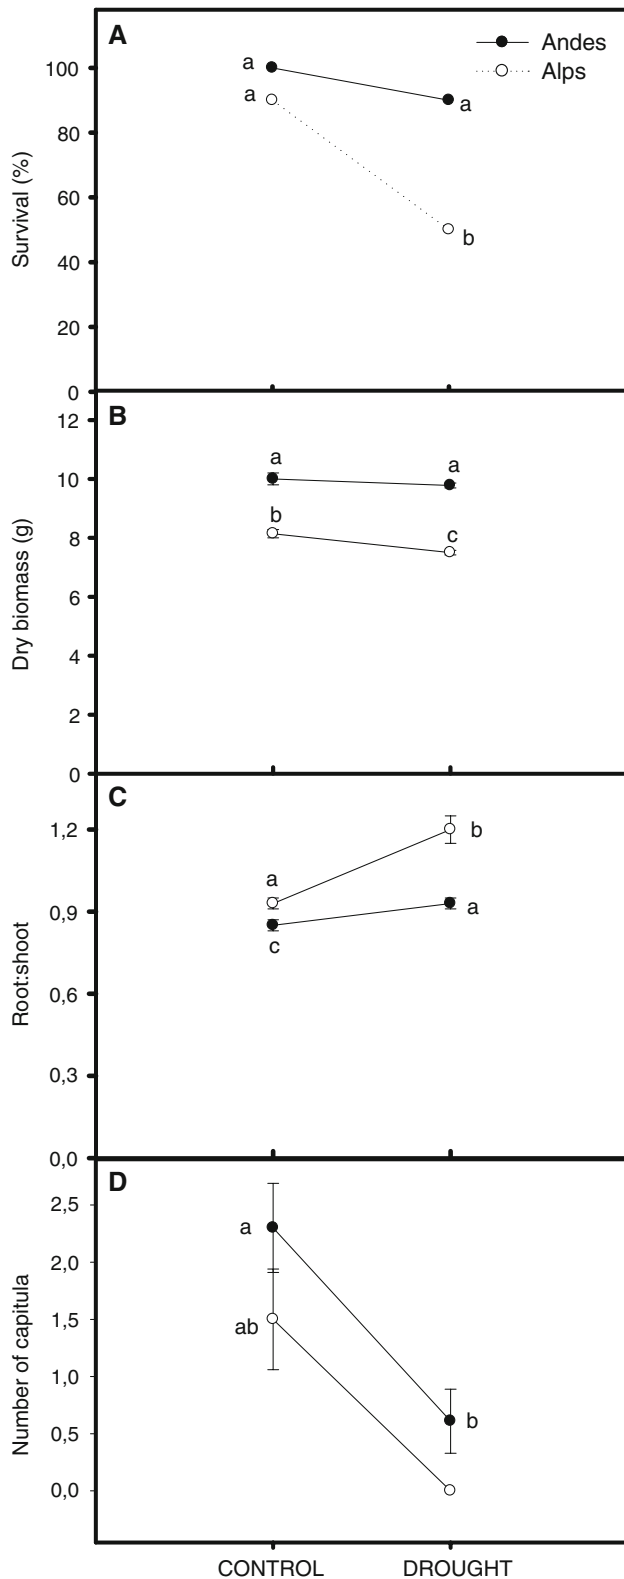 A
Andes
Alps
100
80
60
40
20
0
Survival (%)
a
a
a
b
B
12
10
8
6
4
2
0
Dry biomass (g)
a
a
b
c
C
1,2
0,9
0,6
0,3
0,0
Root:shoot
a
b
c
a
D
2,5
2,0
1,5
1,0
0,5
0,0
Number of capitula
a
ab
b
CONTROL DROUGHT